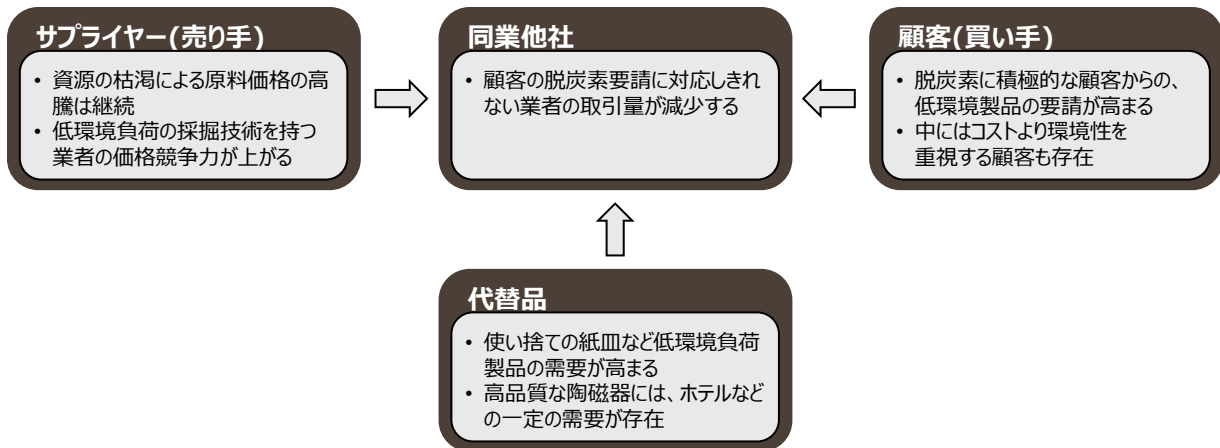 サプライヤー(売り手)
• 資源の枯渇による原料価格の高
騰は継続
• 低環境負荷の採掘技術を持つ
業者の価格競争力が上がる
同業他社
• 顧客の脱炭素要請に対応しきれ
ない業者の取引量が減少する
顧客(買い手)
• 脱炭素に積極的な顧客からの、
低環境製品の要請が高まる
• 中にはコストより環境性を
重視する顧客も存在
代替品
• 使い捨ての紙皿など低環境負荷
製品の需要が高まる
• 高品質な陶磁器には、ホテルなど
の一定の需要が存在